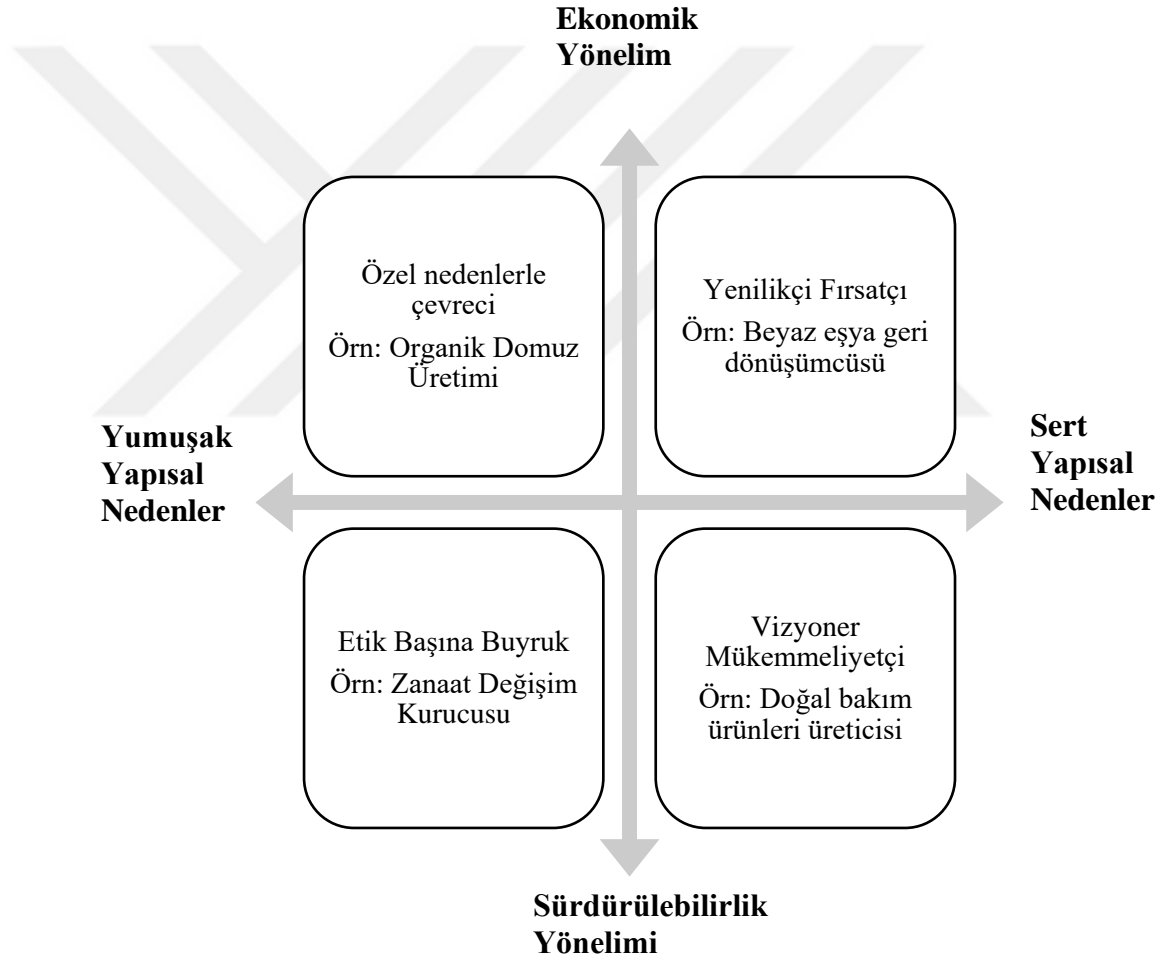 Ekonomik
Yönelim
Özel nedenlerle
çevreci
Örn: Organik Domuz
Üretimi
Yenilikçi Fırsatçı
Örn: Beyaz eşya geri
dönüşümcüsü
Yumuşak
Yapısal
Nedenler
Sert
Yapısal
Nedenler
Etik Başına Buyruk
Örn: Zanaat Değişim
Kurucusu
Vizyoner
Mükemmeliyetçi
Örn: Doğal bakım
ürünleri üreticisi
Sürdürülebilirlik
Yönelimi